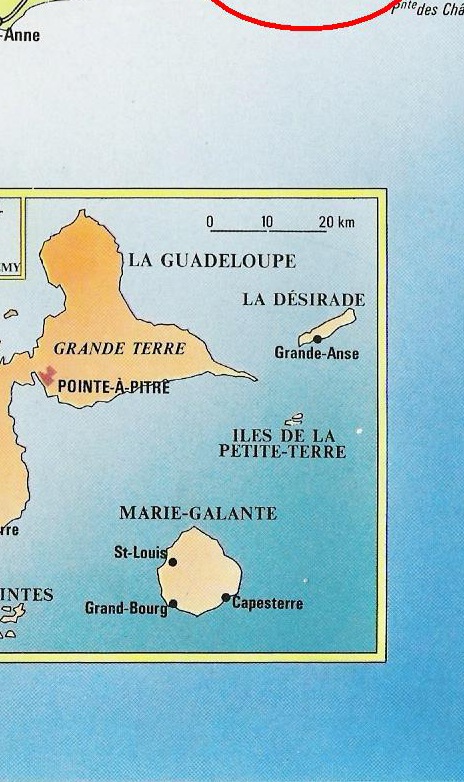 -Anne
Pnte des Châ
0 10 20 km
EMY
LA GUADELOUPE
LA DÉSIRADE
GRANDE TERRE
Grande-Anse
POINTE-À-PITRE
ILES DE LA
PETITE-TERRE
MARIE-GALANTE
rre
St-Louis
INTES
Grand-Bourg
Capesterre